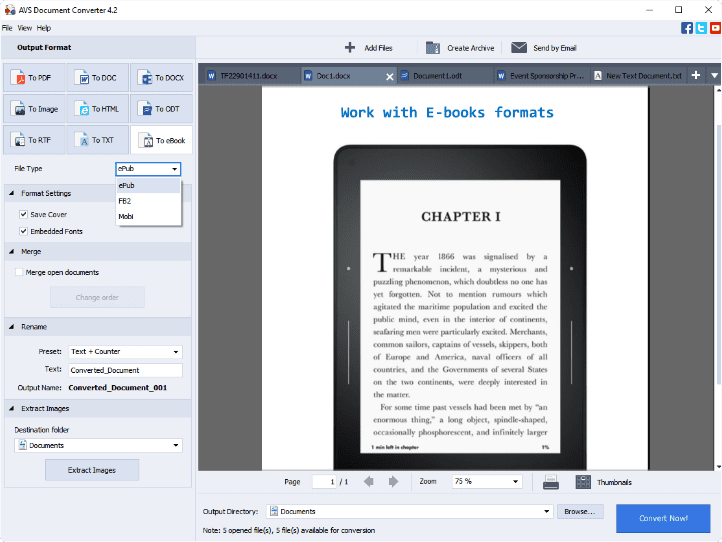 AVS Document Converter 4.2
File View Help
Output Format
Add Files Create Archive Send by Email
To PDF To DOC To DOCX
To Image To HTML To ODT
To RTF To TXT To eBook
TF22901411.docx Doc1.docx Document1.odt Event Sponsorship Pr... New Text Document.txt
File Type ePub
ePub
FB2
Mobi
Format Settings
Save Cover
Embedded Fonts
Merge
Merge open documents
Change order
Rename
Preset: Text + Counter
Text: Converted_Document
Output Name: Converted_Document_001
Extract Images
Destination folder
Documents
Extract Images
Work with E-books formats
CHAPTER I
THE year 1866 was signalised by a
remarkable incident, a mysterious and
puzzling phenomenon, which doubtless no one has
yet forgotten. Not to mention rumours which
agitated the maritime population and excited the
public mind, even in the interior of continents,
seafaring men were particularly excited. Merchants,
common sailors, captains of vessels, skippers, both
of Europe and America, naval officers of all
countries, and the Governments of several States
on the two continents, were deeply interested in
the matter.
For some time past vessels had been met by “an
enormous thing,” a long object, spindle-shaped,
occasionally phosphorescent, and infinitely larger
1 min left in chapter 1%
Page 1 / 1 Zoom 75 % Thumbnails
Output Directory: Documents Browse... Convert Now!
Note: 5 opened file(s), 5 file(s) available for conversion